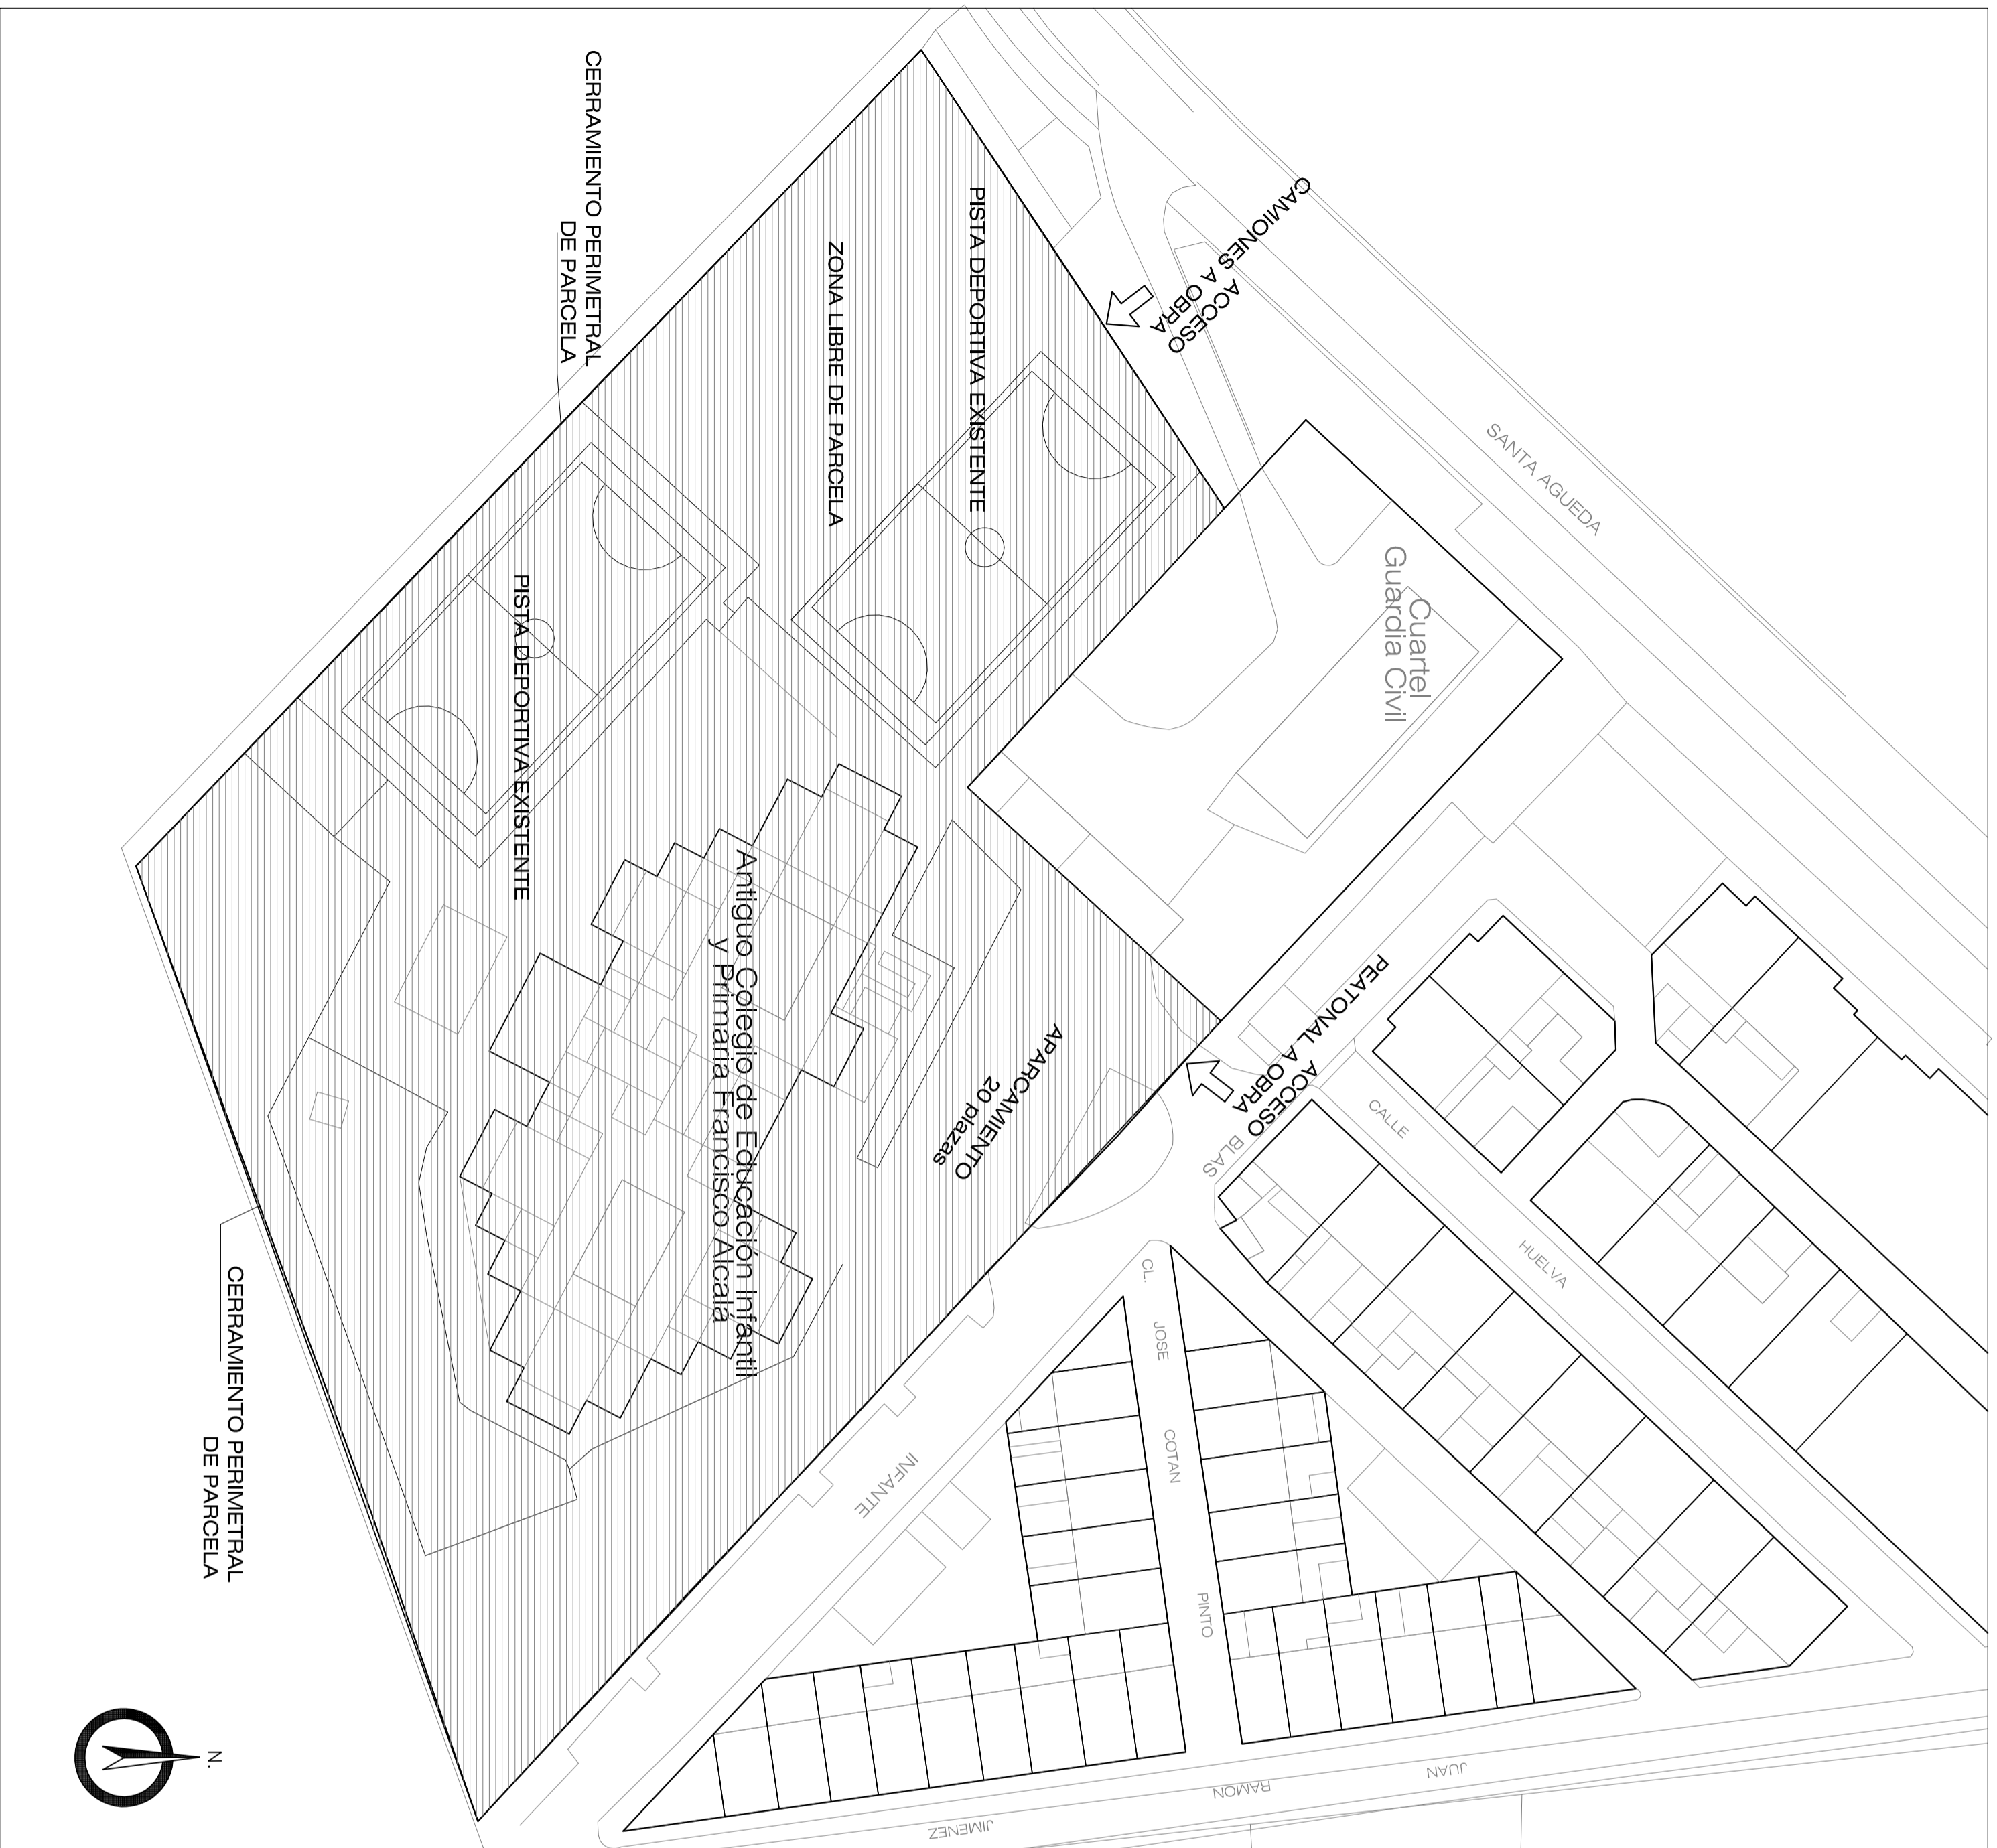 CERRAMIENTO PERIMETRAL
DE PARCELA
ZONA LIBRE DE PARCELA
PISTA DEPORTIVA EXISTENTE
ACCESO
CAMIONES A OBRA
SANTA AGUEDA
Cuartel
Guardia Civil
PISTA DEPORTIVA EXISTENTE
Antiguo Colegio de Educación Infantil
y Primaria Francisco Alcalá
APARCAMIENTO
20 plazas
ACCESO
PEATONAL A OBRA
BLAS
INFANTE
CALLE
HUELVA
CL.
JOSE
COTAN
PINTO
JUAN
RAMON
JIMENEZ
CERRAMIENTO PERIMETRAL
DE PARCELA
N.